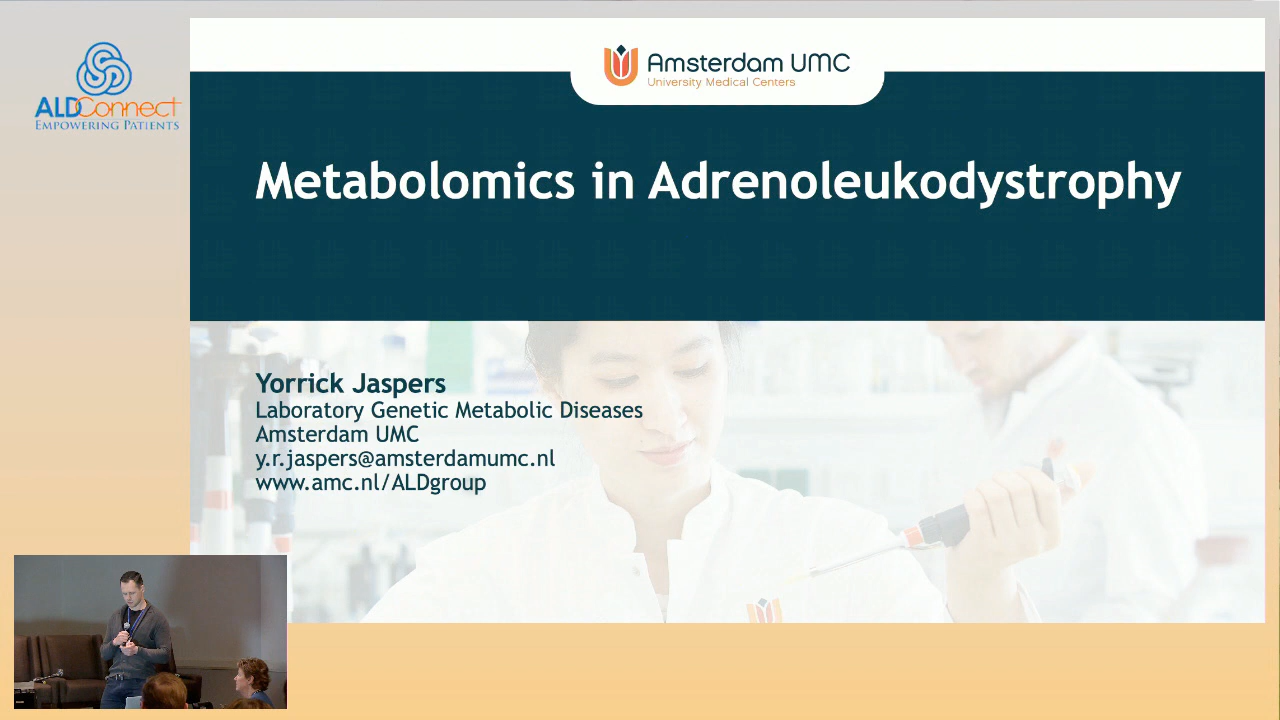 ALDConnect
EMPOWERING PATIENTS
Amsterdam UMC
University Medical Centers
Metabolomics in Adrenoleukodystrophy
Yorrick Jaspers
Laboratory Genetic Metabolic Diseases
Amsterdam UMC
y.r.jaspers@amsterdamumc.nl
www.amc.nl/ALDgroup